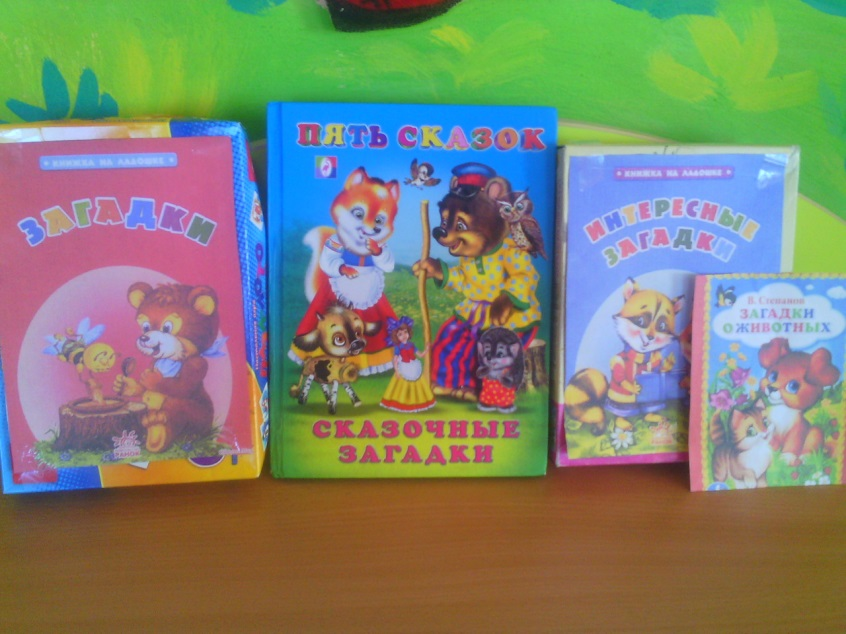 КНИЖКА НА ЛАДОШКЕ
ЗАГАДКИ
ПЯТЬ СКАЗОК
СКАЗОЧНЫЕ
ЗАГАДКИ
КНИЖКА НА ЛАДОШКЕ
ИНТЕРЕСНЫЕ
ЗАГАДКИ
В. Степанов
ЗАГАДКИ
О ЖИВОТНЫХ